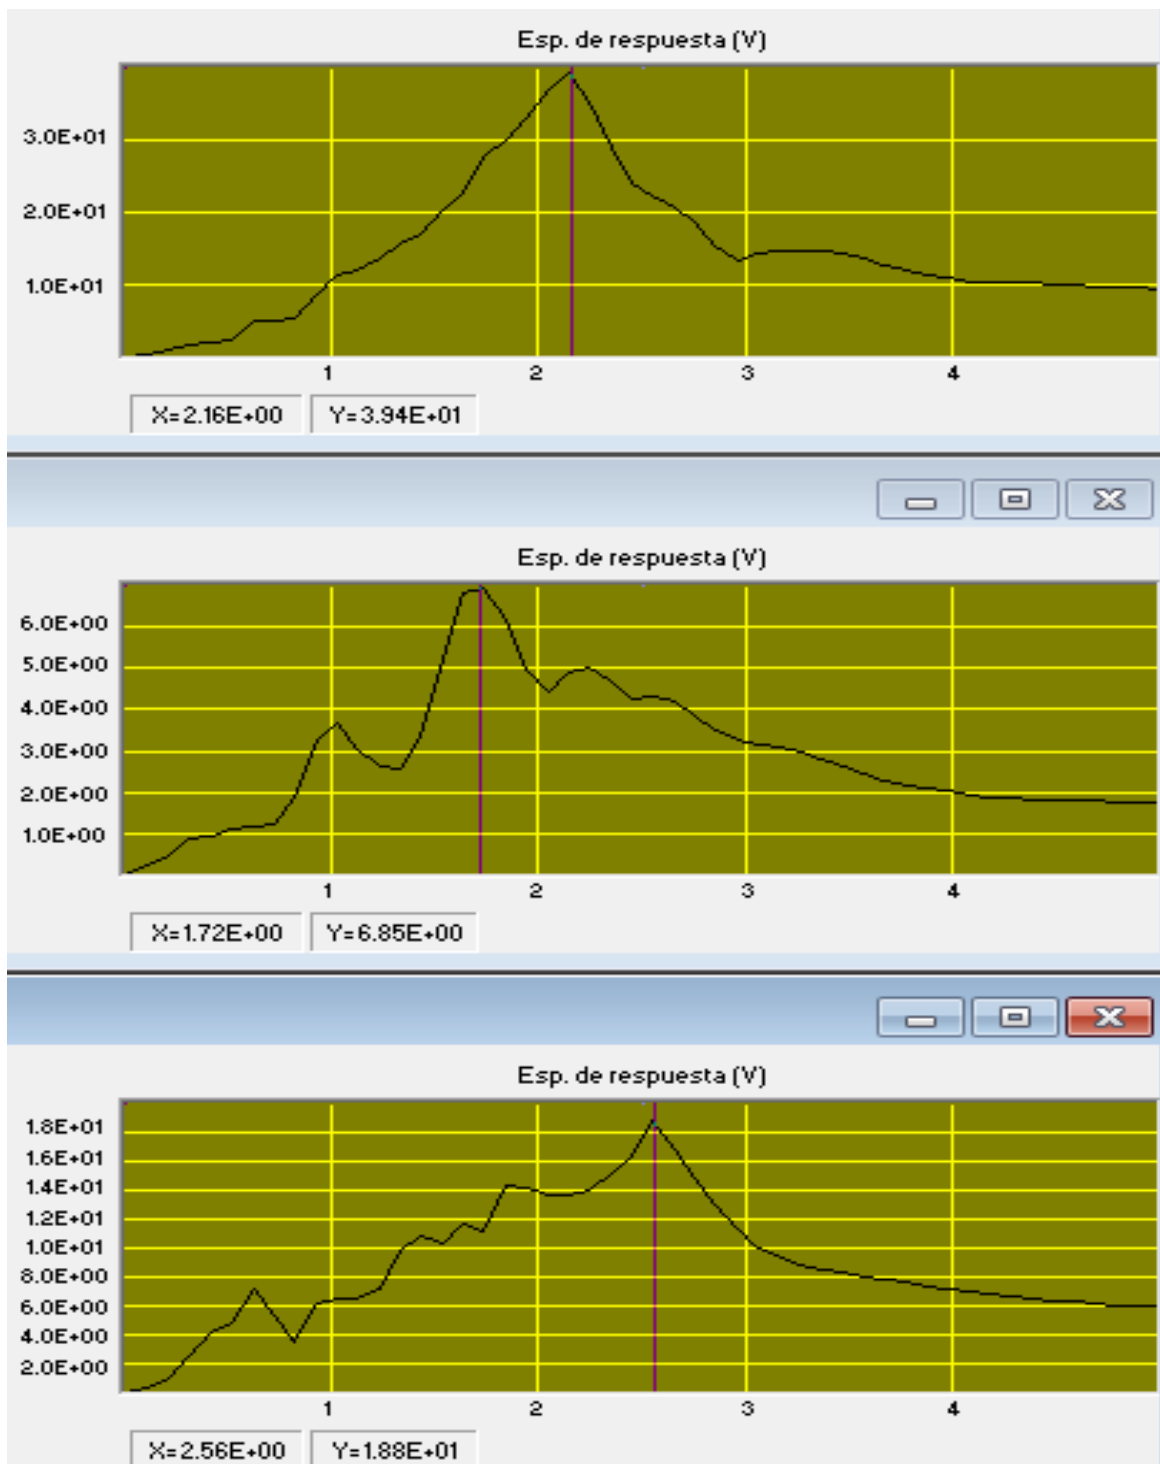 Esp. de respuesta (V)
3.0E+01
2.0E+01
1.0E+01
1 2 3 4
X=2.16E+00 Y=3.94E+01
Esp. de respuesta (V)
6.0E+00
5.0E+00
4.0E+00
3.0E+00
2.0E+00
1.0E+00
1 2 3 4
X=1.72E+00 Y=6.85E+00
Esp. de respuesta (V)
1.8E+01
1.6E+01
1.4E+01
1.2E+01
1.0E+01
8.0E+00
6.0E+00
4.0E+00
2.0E+00
1 2 3 4
X=2.56E+00 Y=1.88E+01